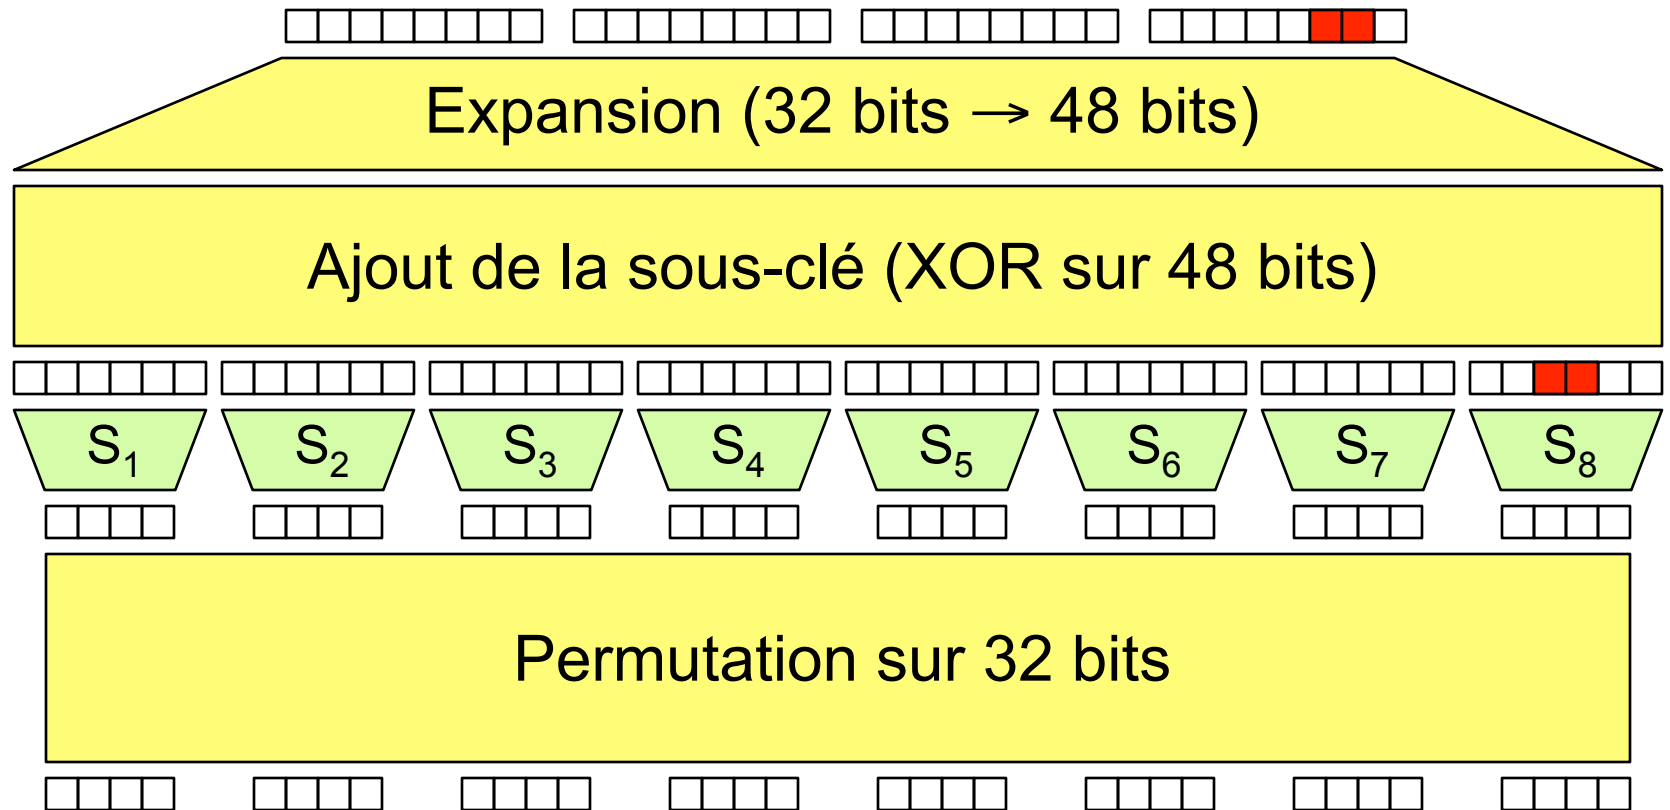 Expansion (32 bits → 48 bits)
Ajout de la sous-clé (XOR sur 48 bits)
S1 S2 S3 S4 S5 S6 S7 S8
Permutation sur 32 bits